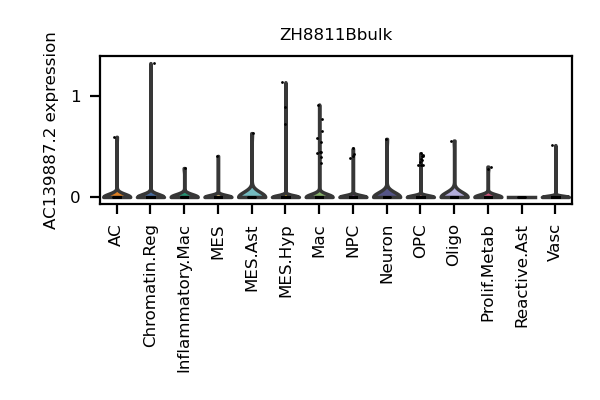 ZH8811Bbulk
AC139887.2 expression
1
0
AC
Chromatin.Reg
Inflammatory.Mac
MES
MES.Ast
MES.Hyp
Mac
NPC
Neuron
OPC
Oligo
Prolif.Metab
Reactive.Ast
Vasc